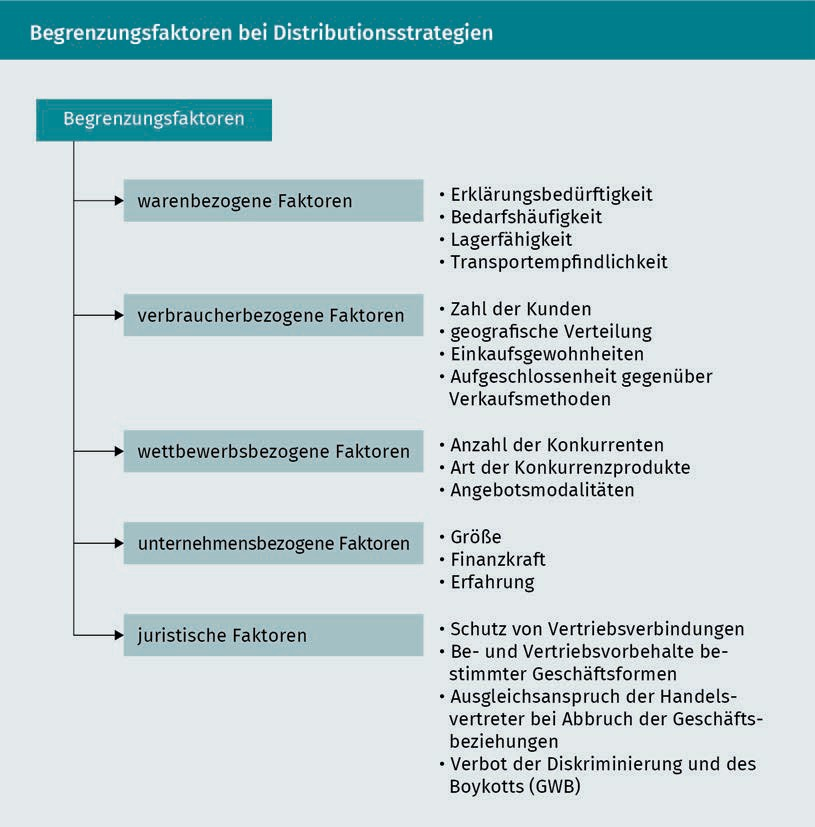 Begrenzungsfaktoren bei Distributionsstrategien
Begrenzungsfaktoren
warenbezogene Faktoren
• Erklärungsbedürftigkeit
• Bedarfshäufigkeit
• Lagerfähigkeit
• Transportempfindlichkeit
verbraucherbezogene Faktoren
• Zahl der Kunden
• geografische Verteilung
• Einkaufsgewohnheiten
• Aufgeschlossenheit gegenüber
Verkaufsmethoden
wettbewerbsbezogene Faktoren
• Anzahl der Konkurrenten
• Art der Konkurrenzprodukte
• Angebotsmodalitäten
unternehmensbezogene Faktoren
• Größe
• Finanzkraft
• Erfahrung
juristische Faktoren
• Schutz von Vertriebsverbindungen
• Be- und Vertriebsvorbehalte be-
stimmter Geschäftsformen
• Ausgleichsanspruch der Handels-
vertreter bei Abbruch der Geschäfts-
beziehungen
• Verbot der Diskriminierung und des
Boykotts (GWB)